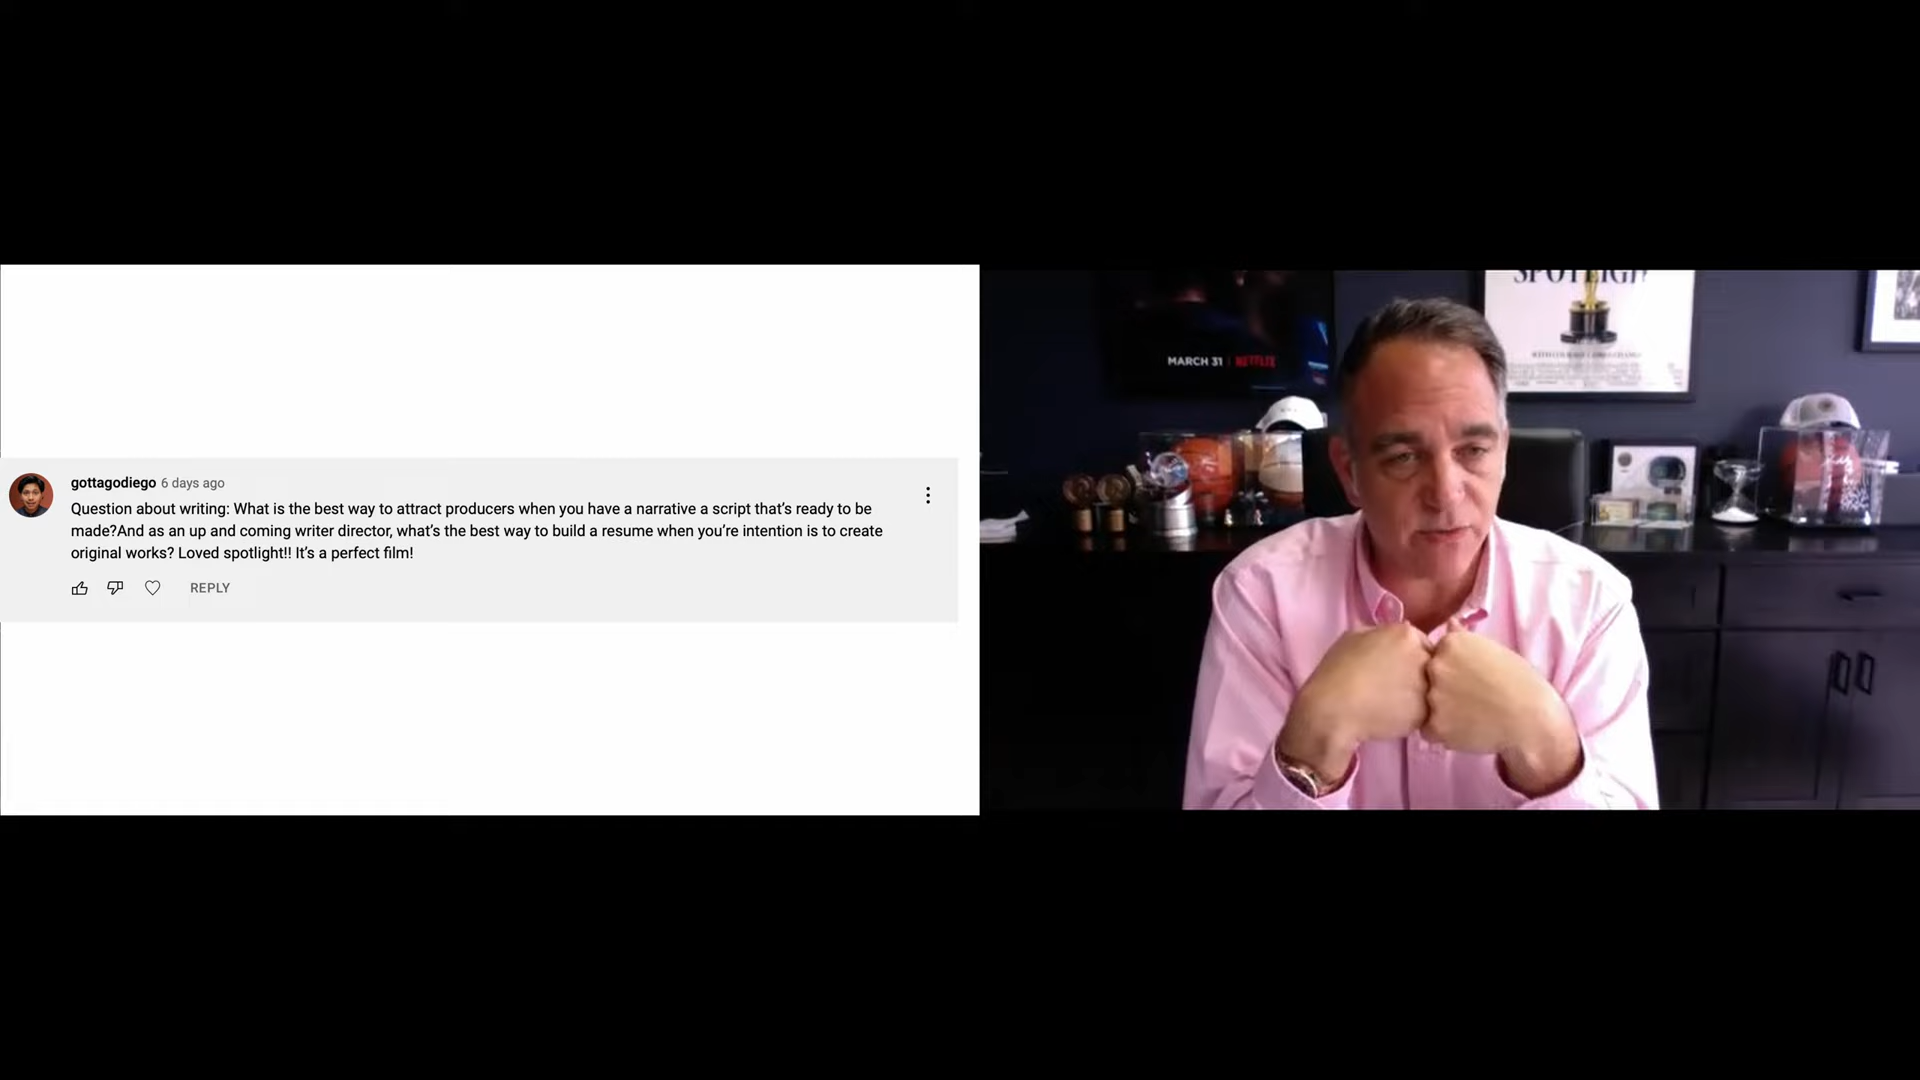 gottagodiego 6 days ago
Question about writing: What is the best way to attract producers when you have a narrative a script that's ready to be
made?And as an up and coming writer director, what's the best way to build a resume when you're intention is to create
original works? Loved spotlight!! It's a perfect film!
REPLY
SPOTLIGHT
MARCH 31 | NETFLIX